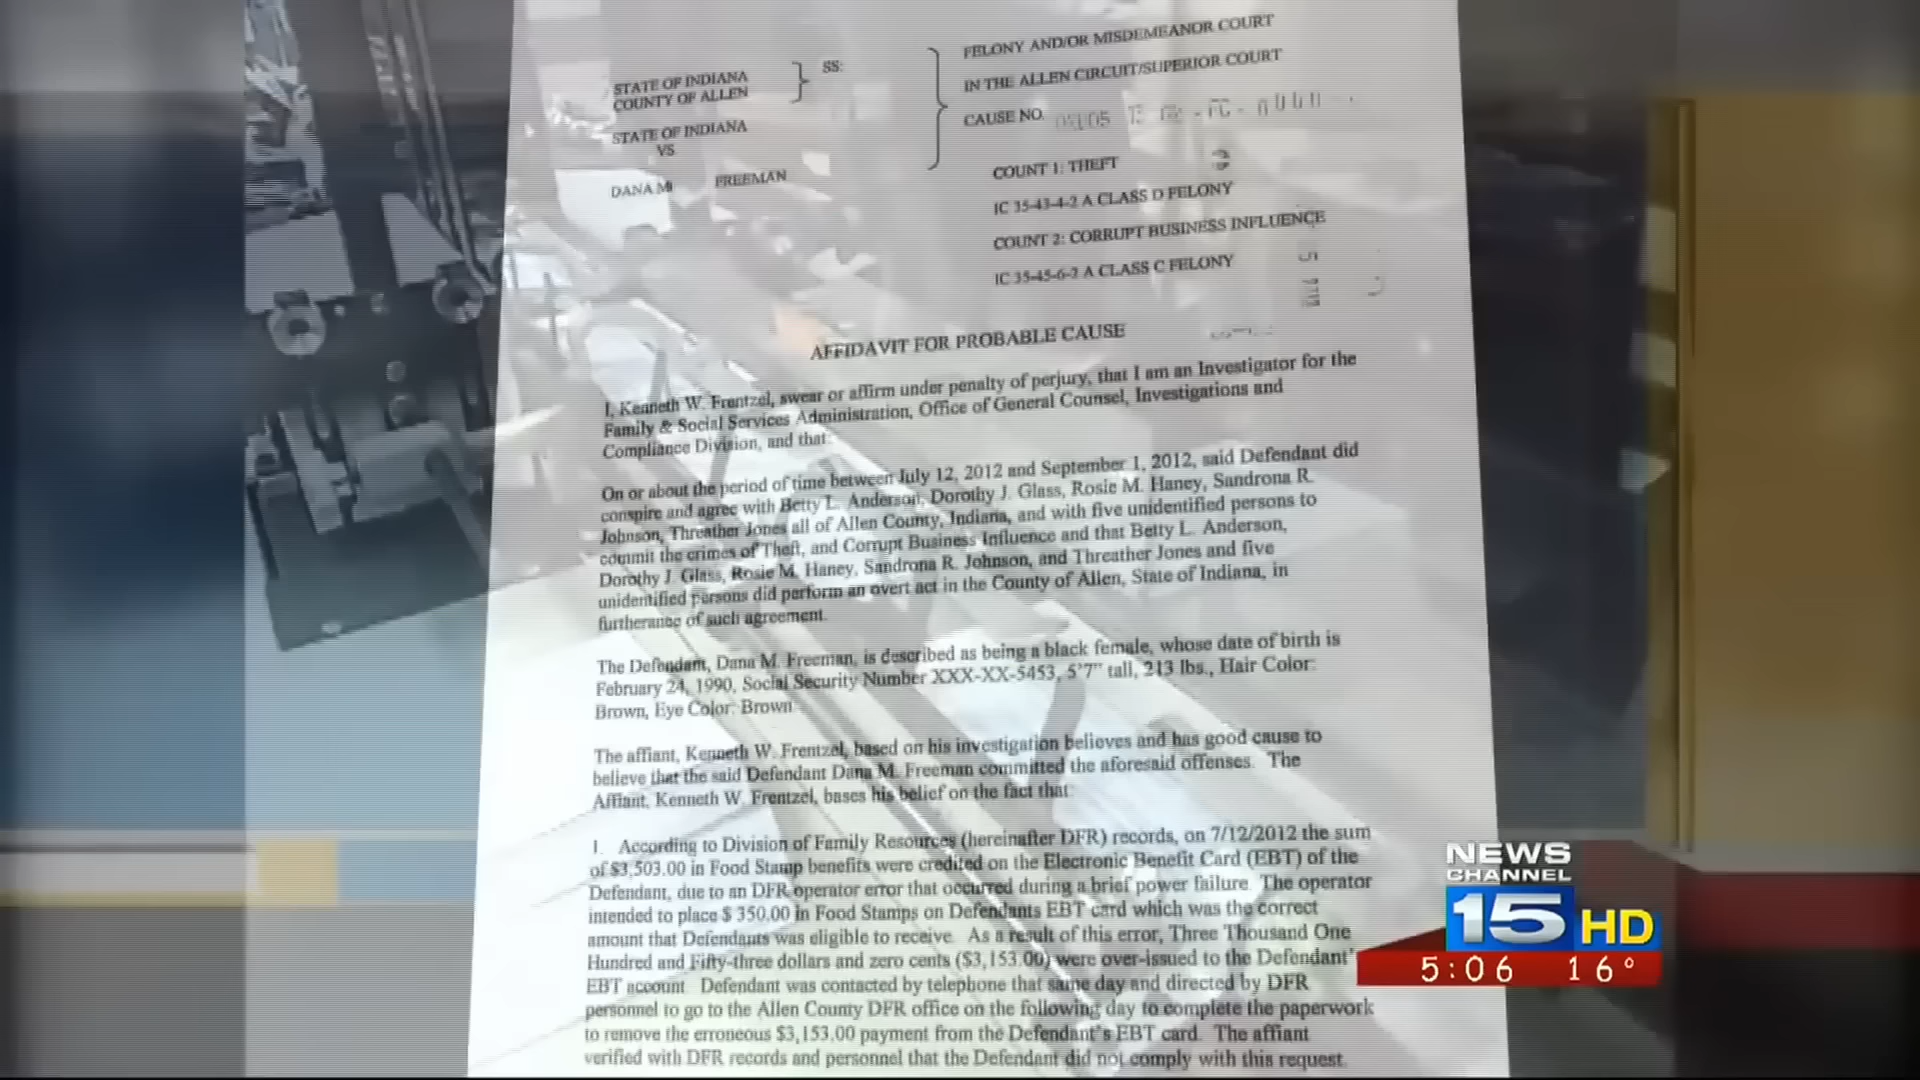 FELONY AND/OR MISDEMEANOR COURT
STATE OF INDIANA
COUNTY OF ALLEN
SS:
IN THE ALLEN CIRCUIT/SUPERIOR COURT
CAUSE NO.
STATE OF INDIANA
VS
DANA M FREEMAN
COUNT 1: THEFT
IC 35-43-4-2 A CLASS D FELONY
COUNT 2: CORRUPT BUSINESS INFLUENCE
IC 35-45-6-2 A CLASS C FELONY
AFFIDAVIT FOR PROBABLE CAUSE
I, Kenneth W. Frentzel, swear or affirm under penalty of perjury, that I am an Investigator for the
Family & Social Services Administration, Office of General Counsel, Investigations and
Compliance Division, and that:
On or about the period of time between July 12, 2012 and September 1, 2012, said Defendant did
conspire and agree with Betty L. Anderson, Dorothy J. Glass, Rosie M. Haney, Sandrona R.
Johnson, Threather Jones all of Allen County, Indiana, and with five unidentified persons to
commit the crimes of Theft, and Corrupt Business Influence and that Betty L. Anderson,
Dorothy J. Glass, Rosie M. Haney, Sandrona R. Johnson, and Threather Jones and five
unidentified persons did perform an overt act in the County of Allen, State of Indiana, in
furtherance of such agreement.
The Defendant, Dana M. Freeman, is described as being a black female, whose date of birth is
February 24, 1990, Social Security Number XXX-XX-5453, 5'7" tall, 213 lbs., Hair Color:
Brown, Eye Color: Brown
The affiant, Kenneth W. Frentzel, based on his investigation believes and has good cause to
believe that the said Defendant Dana M. Freeman committed the aforesaid offenses. The
Affiant, Kenneth W. Frentzel, bases his belief on the fact that:
1. According to Division of Family Resources (hereinafter DFR) records, on 7/12/2012 the sum
of $3,503.00 in Food Stamp benefits were credited on the Electronic Benefit Card (EBT) of the
Defendant, due to an DFR operator error that occurred during a brief power failure. The operator
intended to place $ 350.00 in Food Stamps on Defendants EBT card which was the correct
amount that Defendants was eligible to receive. As a result of this error, Three Thousand One
Hundred and Fifty-three dollars and zero cents ($3,153.00) were over-issued to the Defendant'
EBT account. Defendant was contacted by telephone that same day and directed by DFR
personnel to go to the Allen County DFR office on the following day to complete the paperwork
to remove the erroneous $3,153.00 payment from the Defendant's EBT card. The affiant
verified with DFR records and personnel that the Defendant did not comply with this request.
NEWS
CHANNEL
15 HD
5:06 16°